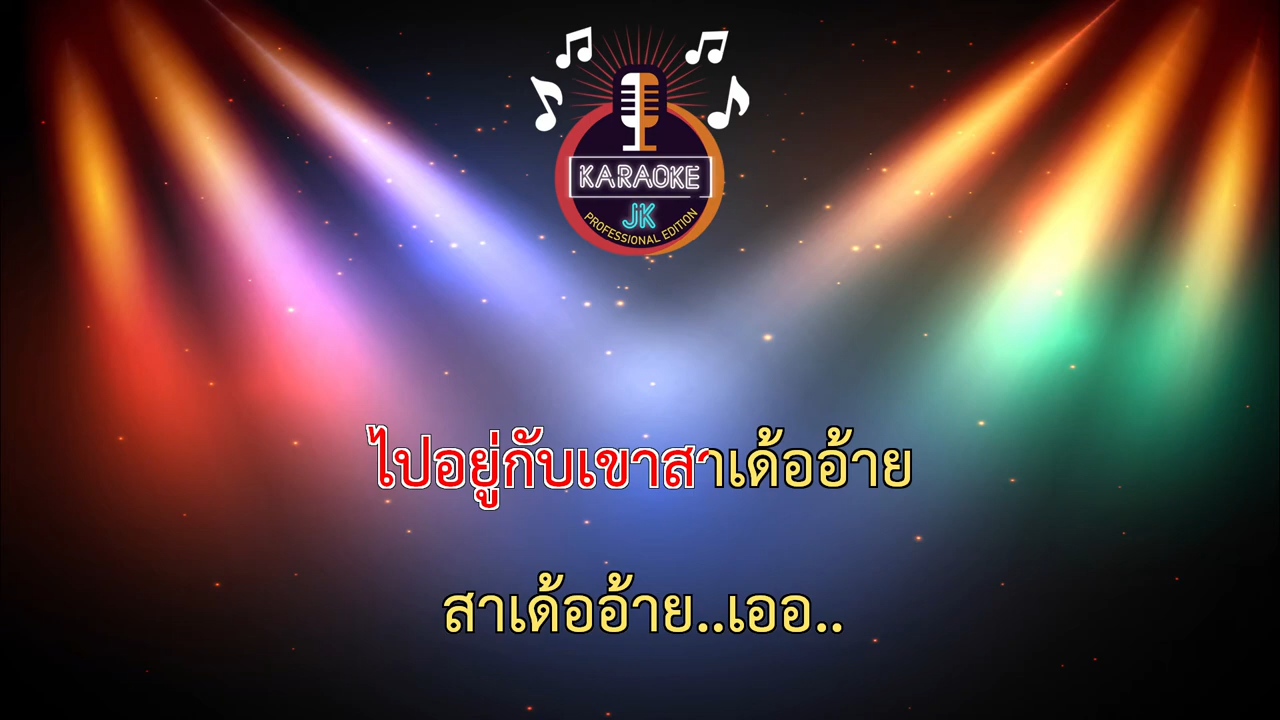 KARAOKE
JK
PROFESSIONAL EDITION
ไปอยู่กับเขาสาเด้ออ้าย
สาเด้ออ้าย..เออ..